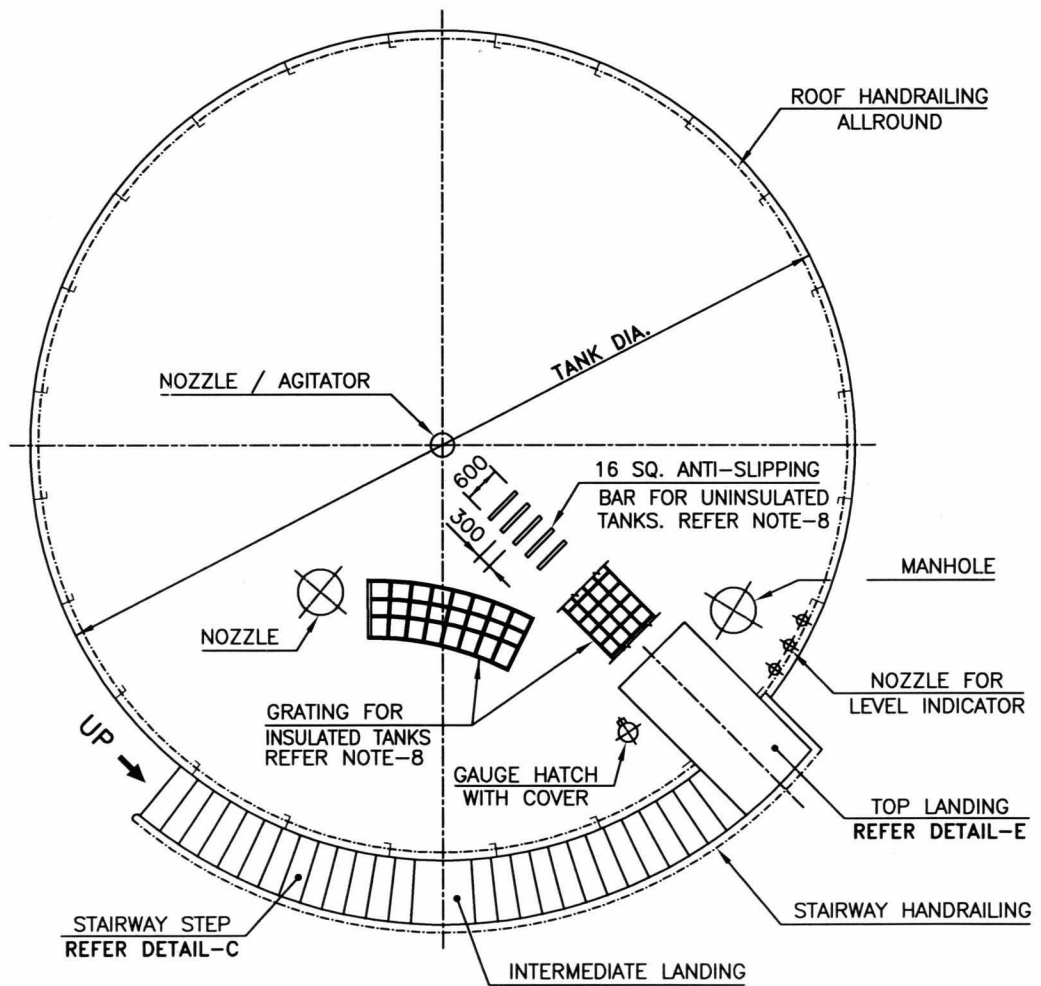 ROOF HANDRAILING
ALLROUND
TANK DIA.
NOZZLE / AGITATOR
600
300
16 SQ. ANTI-SLIPPING
BAR FOR UNINSULATED
TANKS. REFER NOTE-8
MANHOLE
NOZZLE
NOZZLE FOR
LEVEL INDICATOR
GRATING FOR
INSULATED TANKS
REFER NOTE-8
UP
GAUGE HATCH
WITH COVER
TOP LANDING
REFER DETAIL-E
STAIRWAY STEP
REFER DETAIL-C
STAIRWAY HANDRAILING
INTERMEDIATE LANDING